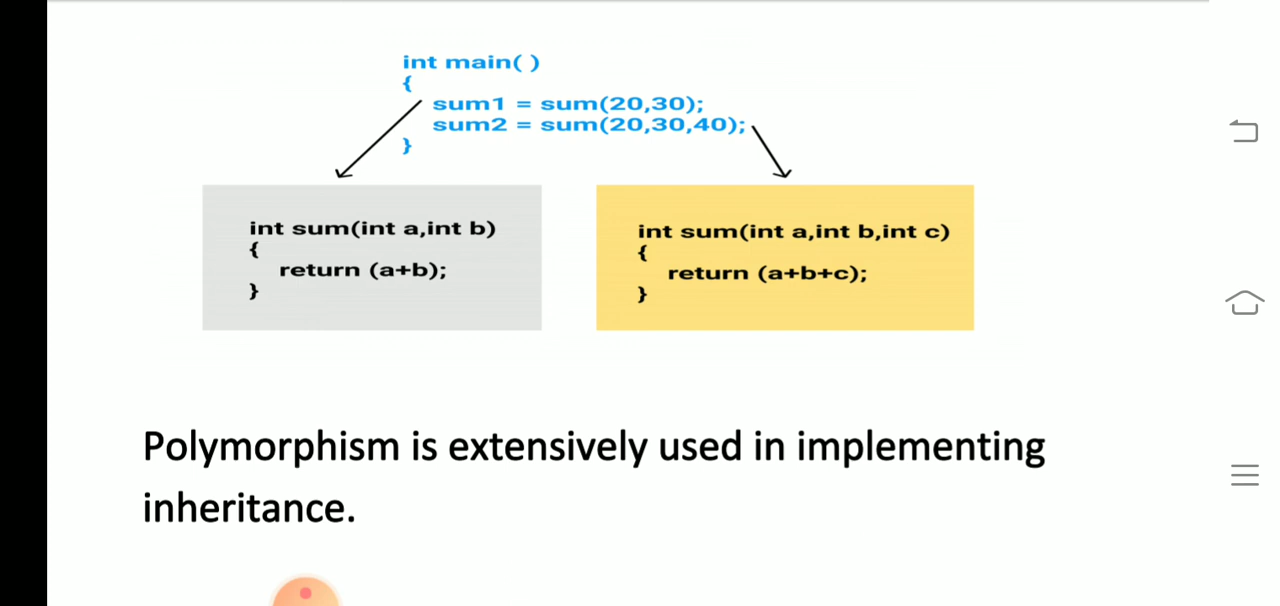 int main( )
{
sum1 = sum(20,30);
sum2 = sum(20,30,40);
}
int sum(int a,int b)
{
return (a+b);
}
int sum(int a,int b,int c)
{
return (a+b+c);
}
Polymorphism is extensively used in implementing
inheritance.